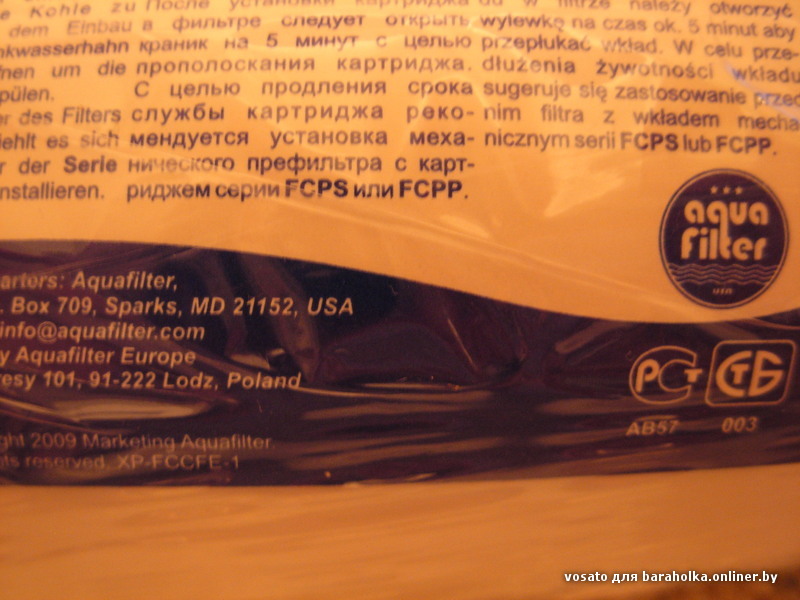 Kohle zu
dem Einbau
nkwasserhahn
fnen um die
pülen.
er des Filters
iehlt es sich
r der Serie
nstallieren.
После установки картриджа
в фильтре следует открыть
краник на 5 минут с целью
прополоскания картриджа.
С целью продления срока
службы картриджа реко-
мендуется установка меха-
нического префильтра с карт-
риджем серии FCPS или FCPP.
w filtrze należy otworzyć
wylewkę na czas ok. 5 minut aby
przepłukać wkład. W celu prze-
dłużenia żywotności wkładu
sugeruje się zastosowanie przed
nim filtra z wkładem mecha
nicznym serii FCPS lub FCPP.
aqua
filter
arters: Aquafilter,
. Box 709, Sparks, MD 21152, USA
info@aquafilter.com
y Aquafilter Europe
resy 101, 91-222 Lodz, Poland
РСТ
АВ57
СТБ
003
ght 2009 Marketing Aquafilter
ts reserved. XP-FCCFE-1
vosato для baraholka.onliner.by